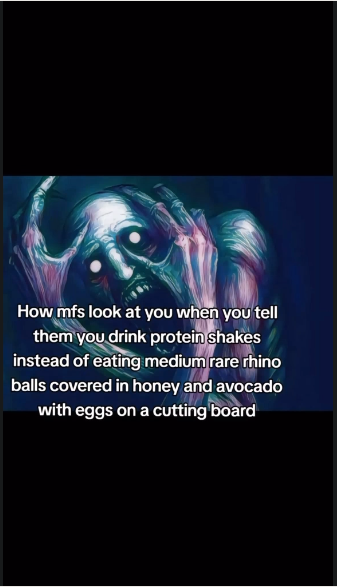 How mfs look at you when you tell
them you drink protein shakes
instead of eating medium rare rhino
balls covered in honey and avocado
with eggs on a cutting board